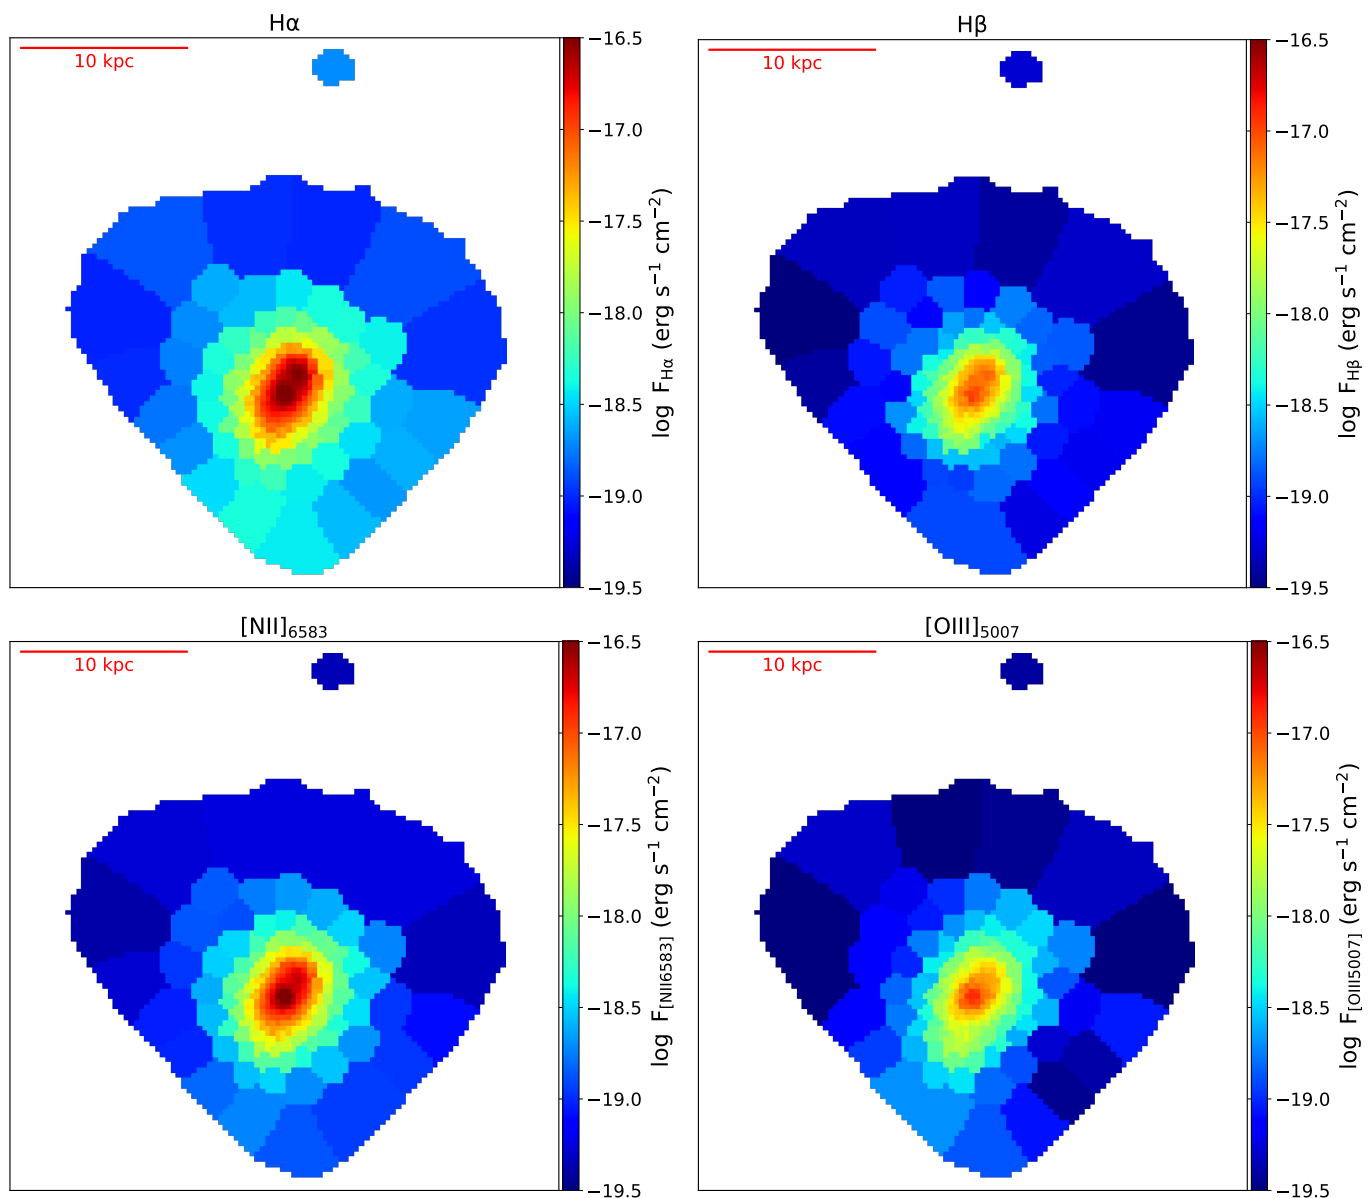 Hα
10 kpc
−16.5
−17.0
−17.5
−18.0
−18.5
−19.0
−19.5
log F_Hα (erg s⁻¹ cm⁻²)
Hβ
10 kpc
−16.5
−17.0
−17.5
−18.0
−18.5
−19.0
−19.5
log F_Hβ (erg s⁻¹ cm⁻²)
[NII]₆₅₈₃
10 kpc
−16.5
−17.0
−17.5
−18.0
−18.5
−19.0
−19.5
log F_[NII6583] (erg s⁻¹ cm⁻²)
[OIII]₅₀₀₇
10 kpc
−16.5
−17.0
−17.5
−18.0
−18.5
−19.0
−19.5
log F_[OIII5007] (erg s⁻¹ cm⁻²)